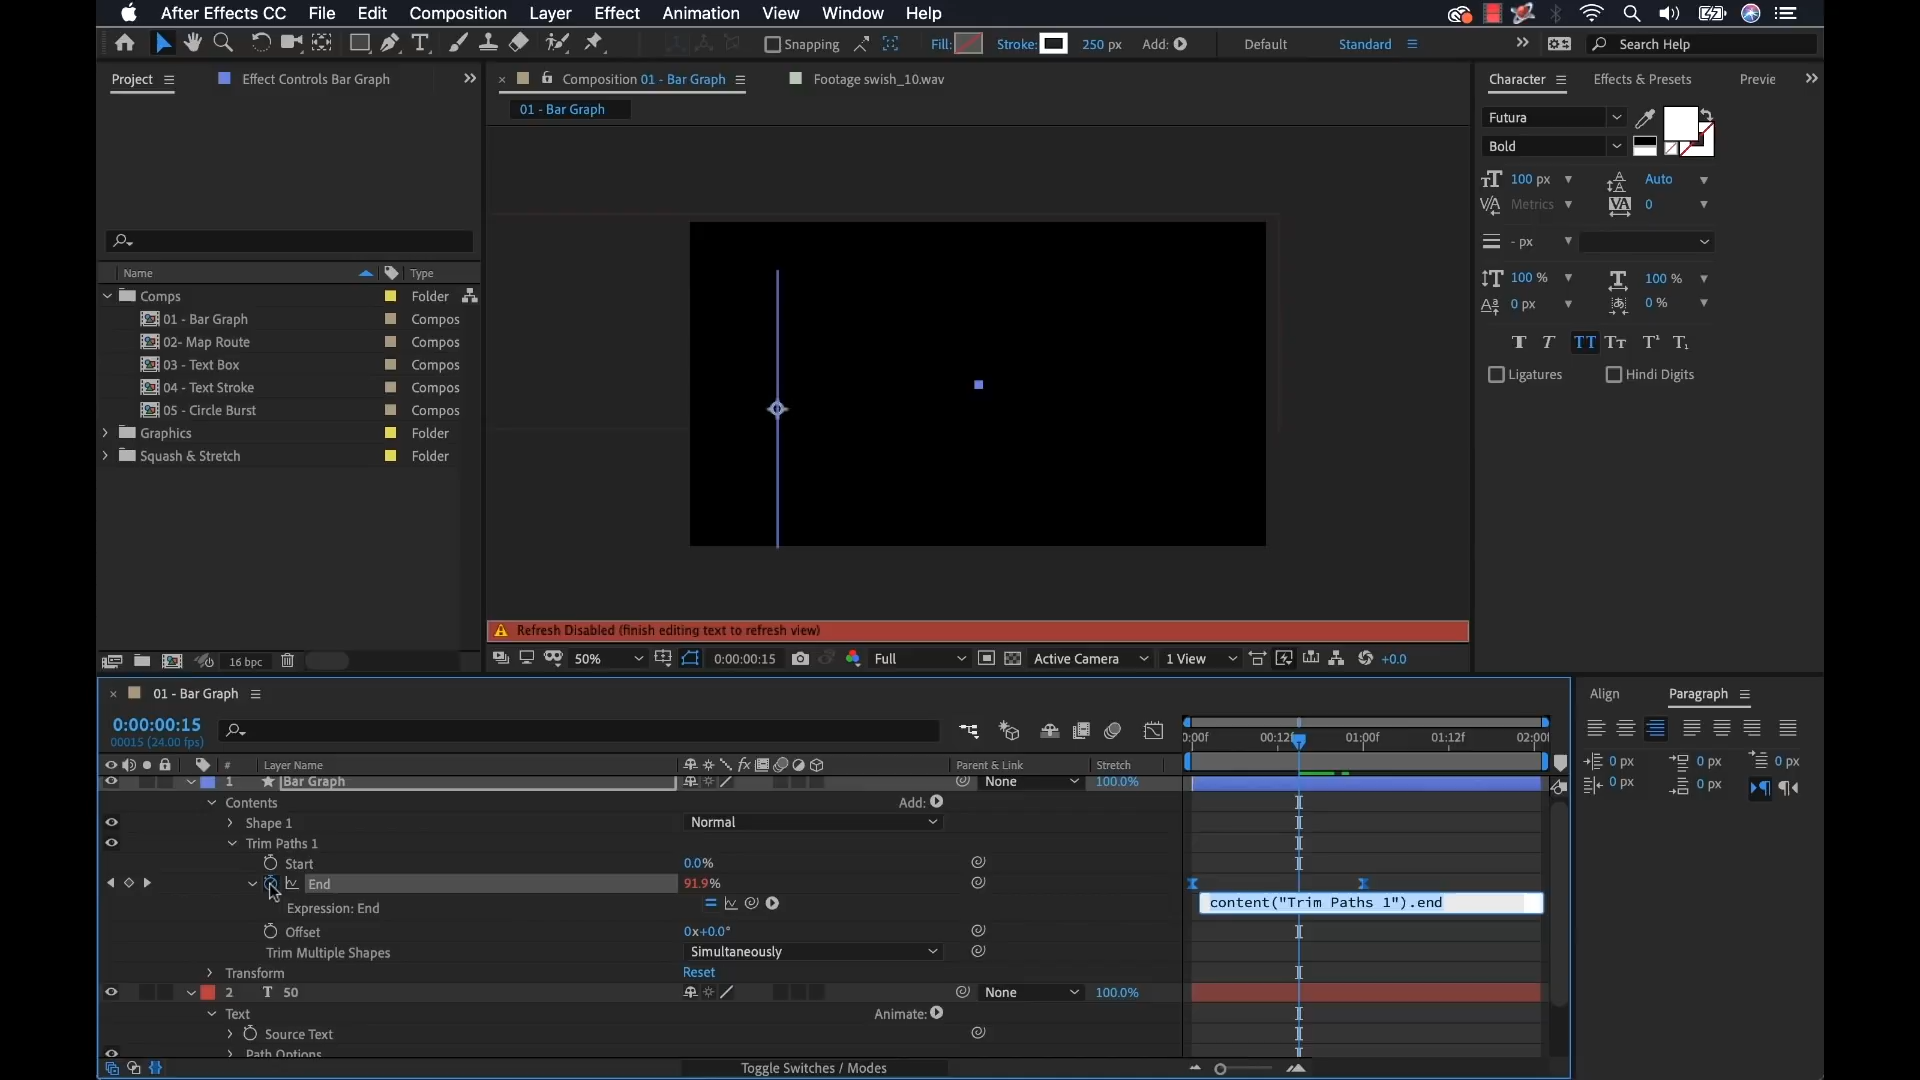 After Effects CC File Edit Composition Layer Effect Animation View Window Help
Snapping Fill: Stroke: 250 px Add: Default Standard Search Help
Project Effect Controls Bar Graph
Composition 01 - Bar Graph Footage swish_10.wav
01 - Bar Graph
Character Effects & Presets Previe
Futura
Bold
100 px Auto
Metrics 0
- px
100 % 100 %
0 px 0 %
T T TT Tt T¹ T₁
Ligatures Hindi Digits
Name Type
Comps Folder
01 - Bar Graph Compos
02- Map Route Compos
03 - Text Box Compos
04 - Text Stroke Compos
05 - Circle Burst Compos
Graphics Folder
Squash & Stretch Folder
16 bpc
Refresh Disabled (finish editing text to refresh view)
50% 0:00:00:15 Full Active Camera 1 View +0.0
01 - Bar Graph
0:00:00:15
00015 (24.00 fps)
0:00f 00:12f 01:00f 01:12f 02:00f
# Layer Name fx Parent & Link Stretch
1 Bar Graph None 100.0%
Contents Add:
Shape 1 Normal
Trim Paths 1
Start 0.0%
End 91.9%
Expression: End content("Trim Paths 1").end
Offset 0x+0.0°
Trim Multiple Shapes Simultaneously
Transform Reset
2 T 50 None 100.0%
Text Animate:
Source Text
Path Options
Toggle Switches / Modes
Align Paragraph
0 px 0 px 0 px
0 px 0 px